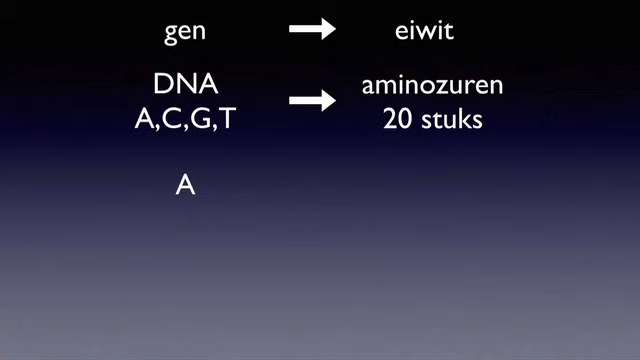 gen → eiwit
DNA → aminozuren
A,C,G,T 20 stuks
A